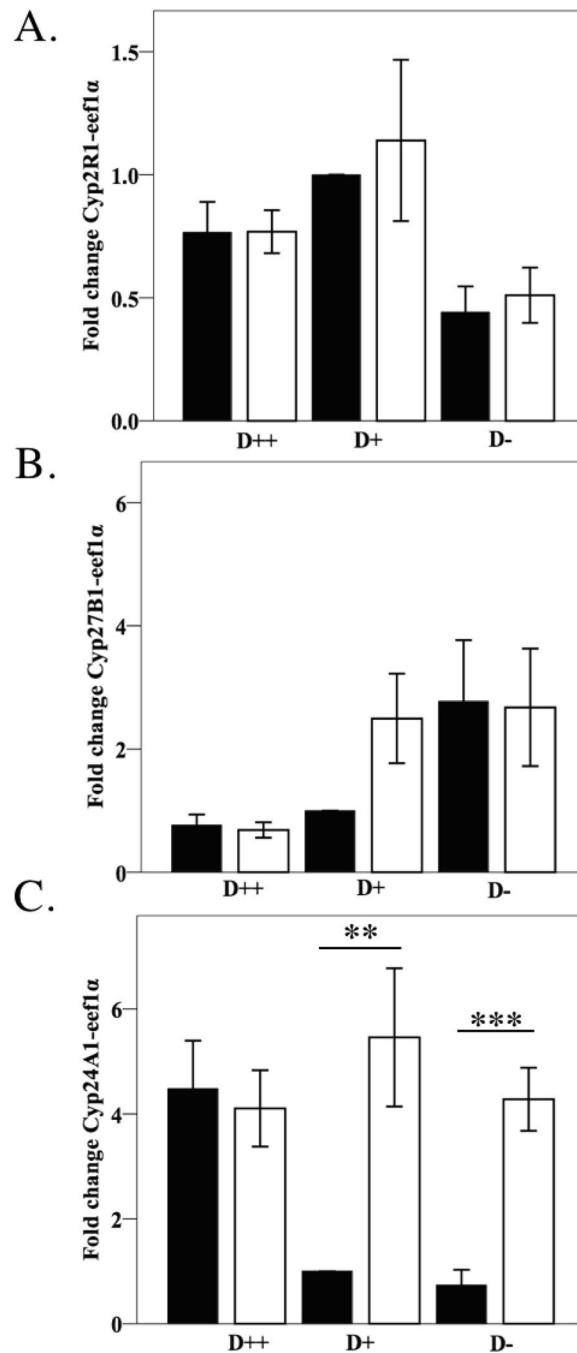 A.
Fold change Cyp2R1-eef1α
1.5
1.0
0.5
0.0
D++ D+ D-
B.
Fold change Cyp27B1-eef1α
6
4
2
0
D++ D+ D-
C.
Fold change Cyp24A1-eef1α
6
4
2
0
** ***
D++ D+ D-